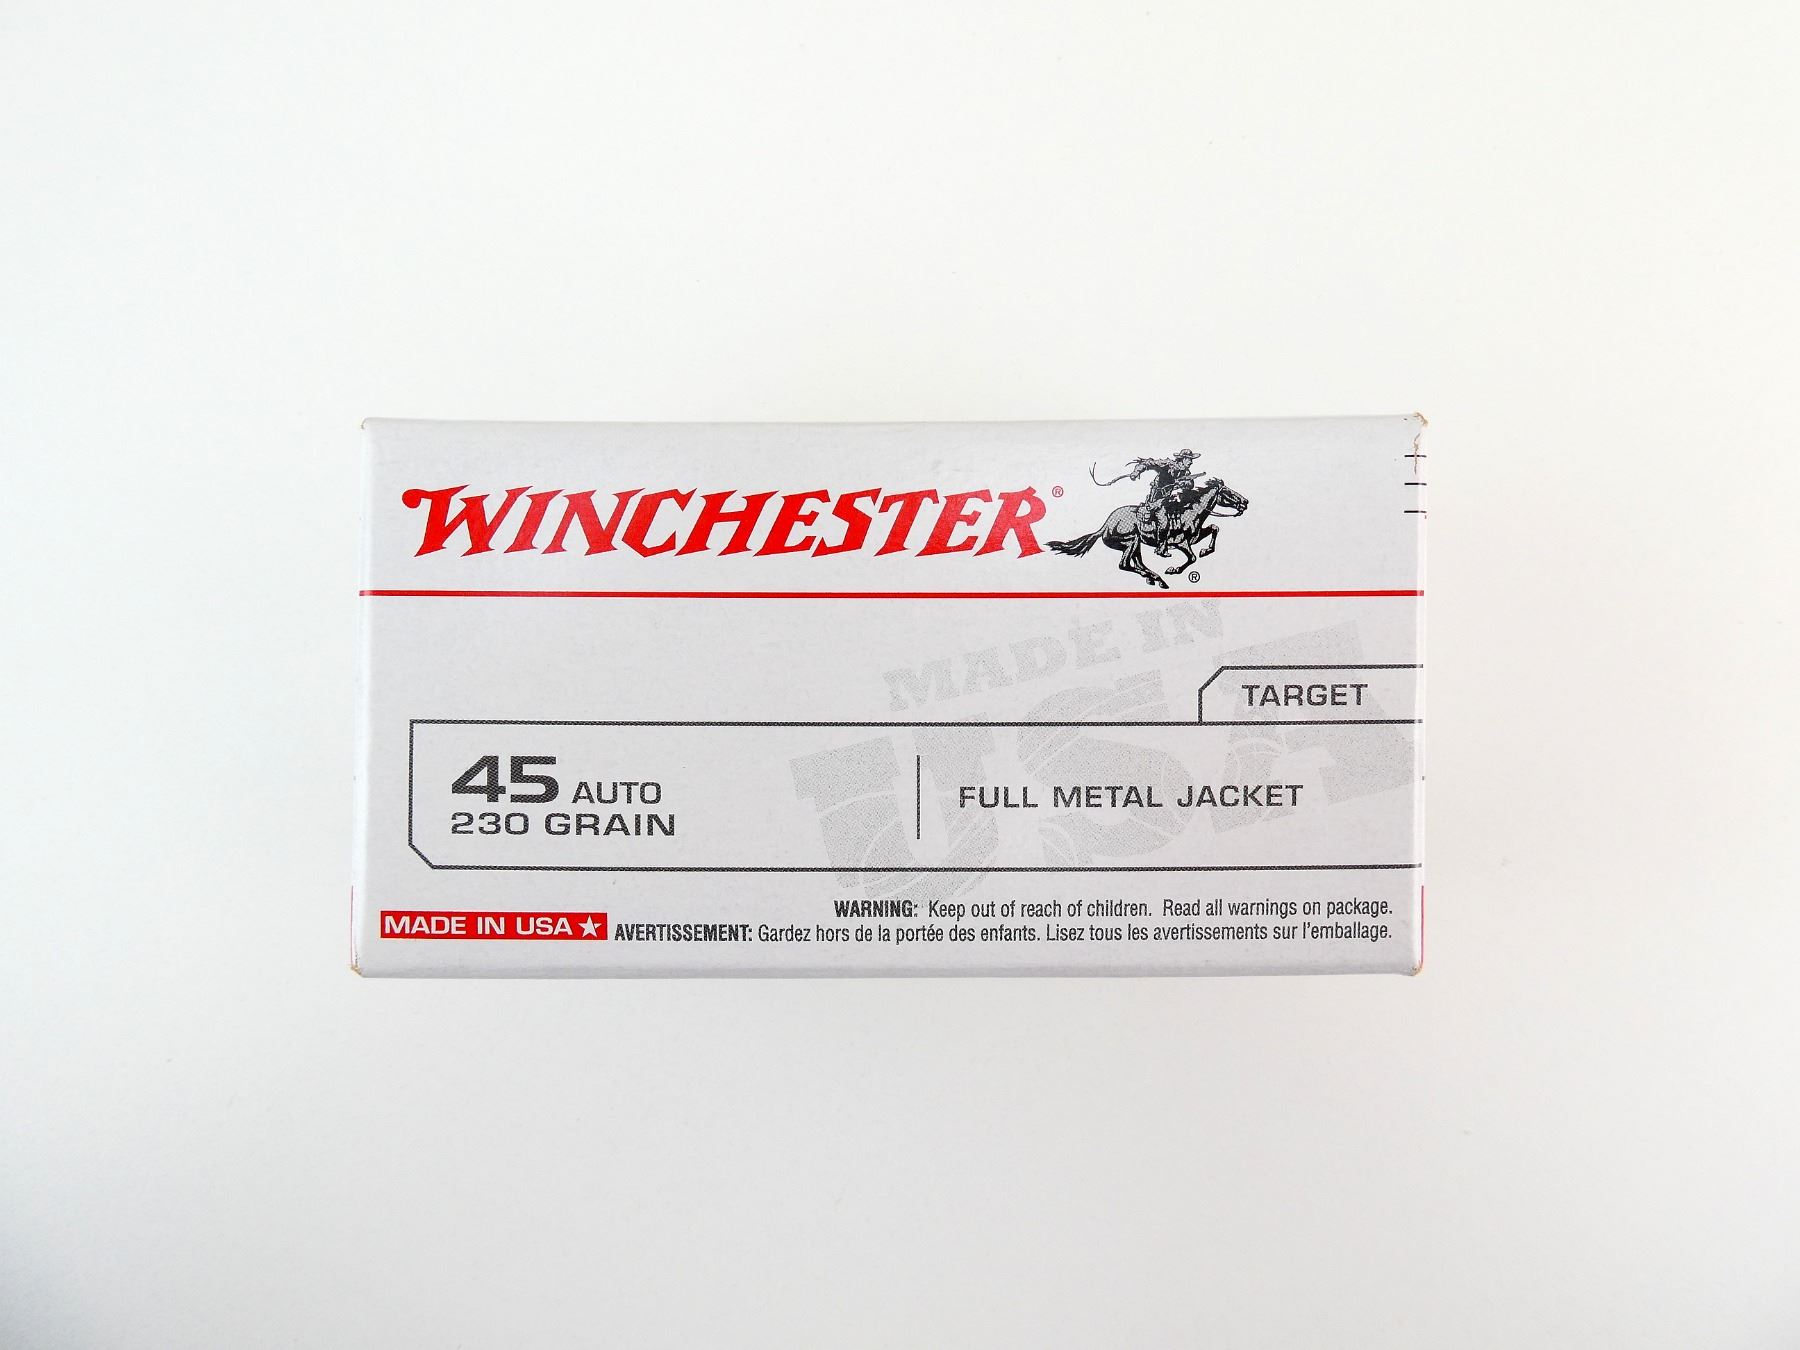 WINCHESTER®
®
MADE IN
USA
TARGET
45 AUTO
230 GRAIN
FULL METAL JACKET
MADE IN USA★
WARNING: Keep out of reach of children. Read all warnings on package.
AVERTISSEMENT: Gardez hors de la portée des enfants. Lisez tous les avertissements sur l'emballage.